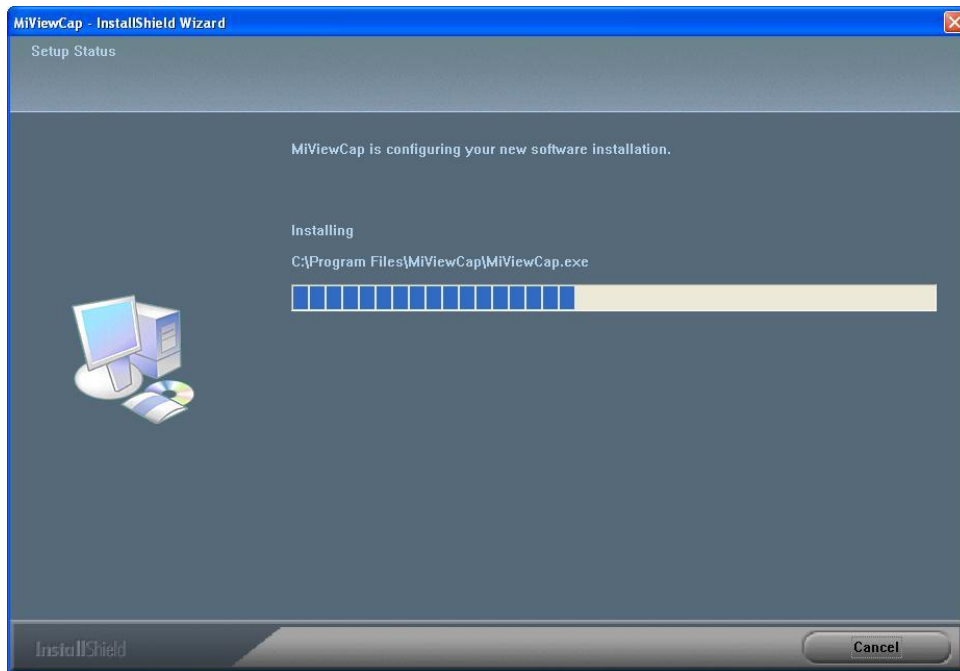 MiViewCap - InstallShield Wizard
Setup Status
MiViewCap is configuring your new software installation.
Installing
C:\Program Files\MiViewCap\MiViewCap.exe
InstallShield
Cancel